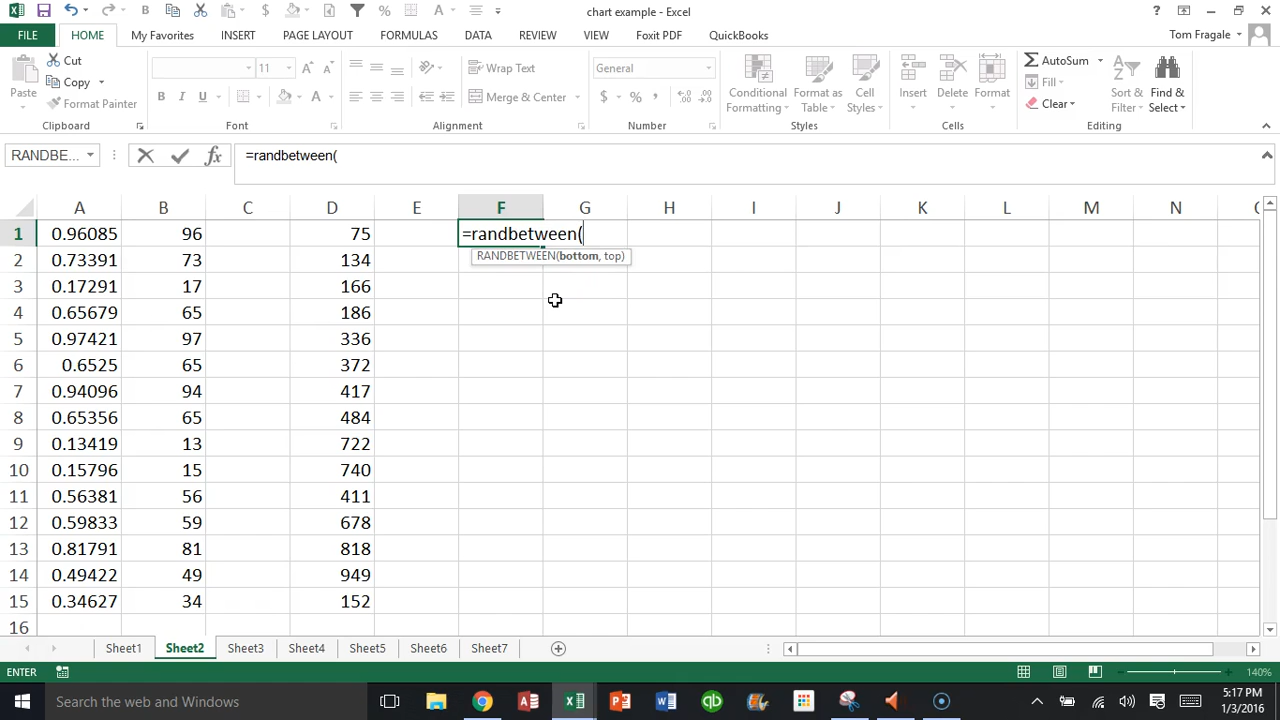 chart example - Excel
FILE HOME My Favorites INSERT PAGE LAYOUT FORMULAS DATA REVIEW VIEW Foxit PDF QuickBooks Tom Fragale
Paste Cut Copy Format Painter
11 A A
B I U A
Wrap Text
Merge & Center
General
$ %
Conditional Formatting
Format as Table
Cell Styles
Insert Delete Format
AutoSum Fill Clear
Sort & Filter
Find & Select
Clipboard Font Alignment Number Styles Cells Editing
RANDBE... fx =randbetween(
A B C D E F G H I J K L M N
1 0.96085 96 75 =randbetween(
RANDBETWEEN(bottom, top)
2 0.73391 73 134
3 0.17291 17 166
4 0.65679 65 186
5 0.97421 97 336
6 0.6525 65 372
7 0.94096 94 417
8 0.65356 65 484
9 0.13419 13 722
10 0.15796 15 740
11 0.56381 56 411
12 0.59833 59 678
13 0.81791 81 818
14 0.49422 49 949
15 0.34627 34 152
16
Sheet1 Sheet2 Sheet3 Sheet4 Sheet5 Sheet6 Sheet7
ENTER 140%
Search the web and Windows
5:17 PM
1/3/2016